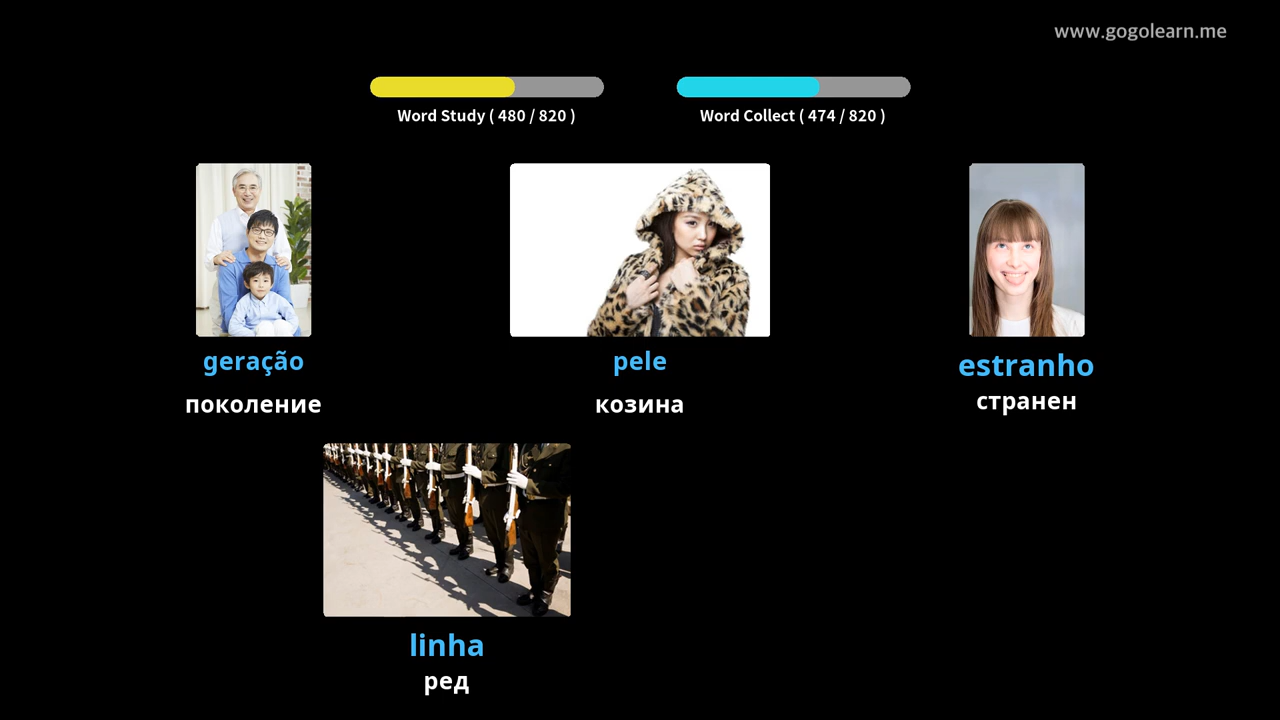 www.gogolearn.me
Word Study ( 480 / 820 )
Word Collect ( 474 / 820 )
geração
поколение
pele
козина
estranho
странен
linha
ред